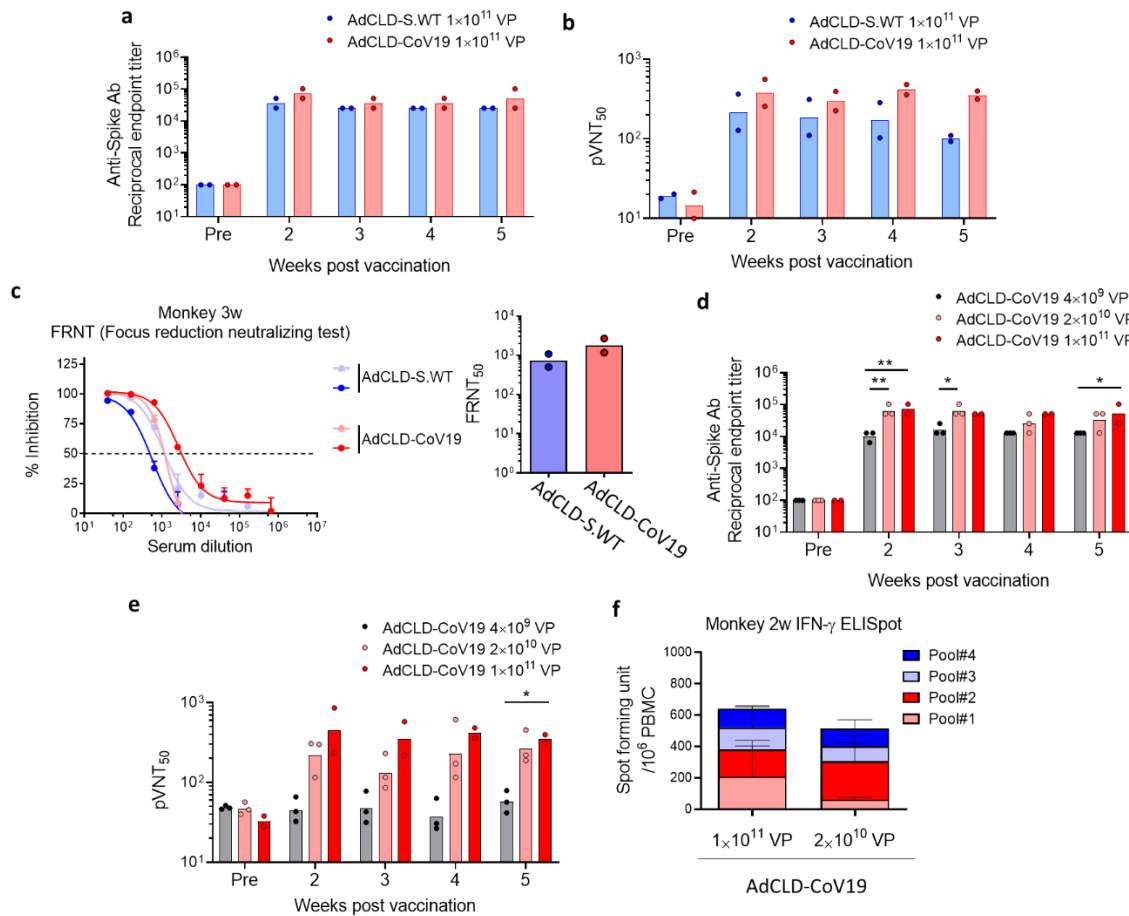 a
AdCLD-S.WT 1×10¹¹ VP
AdCLD-CoV19 1×10¹¹ VP
Anti-Spike Ab
Reciprocal endpoint titer
10⁶
10⁵
10⁴
10³
10²
10¹
Pre 2 3 4 5
Weeks post vaccination
b
AdCLD-S.WT 1×10¹¹ VP
AdCLD-CoV19 1×10¹¹ VP
pVNT₅₀
10³
10²
10¹
Pre 2 3 4 5
Weeks post vaccination
c
Monkey 3w
FRNT (Focus reduction neutralizing test)
% Inhibition
125
100
75
50
25
0
10¹ 10² 10³ 10⁴ 10⁵ 10⁶ 10⁷
Serum dilution
AdCLD-S.WT
AdCLD-CoV19
FRNT₅₀
10⁴
10³
10²
10¹
10⁰
AdCLD-S.WT
AdCLD-CoV19
d
AdCLD-CoV19 4×10⁹ VP
AdCLD-CoV19 2×10¹⁰ VP
AdCLD-CoV19 1×10¹¹ VP
Anti-Spike Ab
Reciprocal endpoint titer
10⁶
10⁵
10⁴
10³
10²
10¹
**
**
*
*
Pre 2 3 4 5
Weeks post vaccination
e
AdCLD-CoV19 4×10⁹ VP
AdCLD-CoV19 2×10¹⁰ VP
AdCLD-CoV19 1×10¹¹ VP
pVNT₅₀
10³
10²
10¹
*
Pre 2 3 4 5
Weeks post vaccination
f
Monkey 2w IFN-γ ELISpot
Spot forming unit
/10⁶ PBMC
1000
800
600
400
200
0
Pool#4
Pool#3
Pool#2
Pool#1
1×10¹¹ VP 2×10¹⁰ VP
AdCLD-CoV19